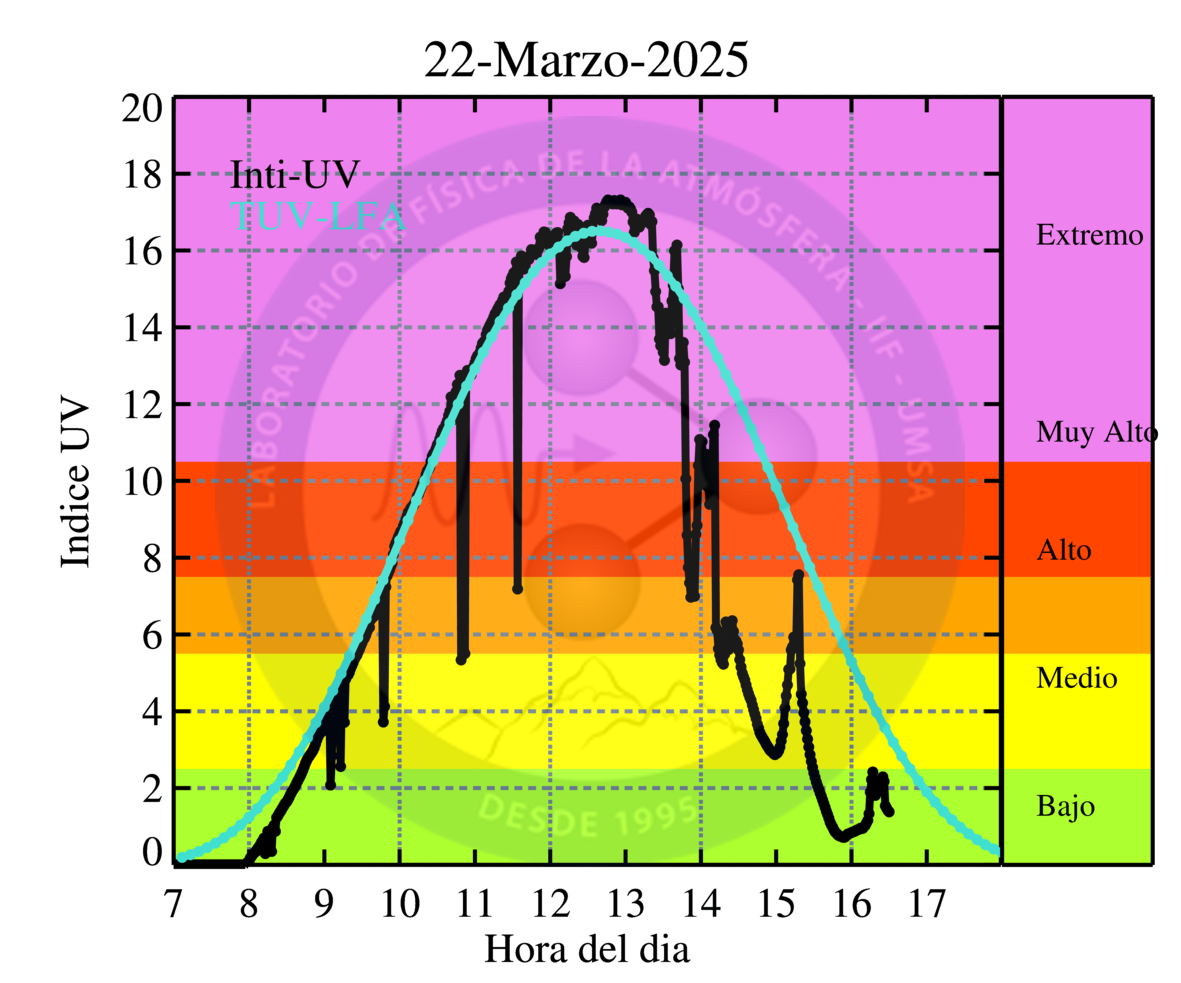 22-Marzo-2025
20
18
16
14
12
10
8
6
4
2
0
Indice UV
Inti-UV
TUV-LFA
LABORATORIO DE FÍSICA DE LA ATMÓSFERA - IIF - UMSA
DESDE 1995
Extremo
Muy Alto
Alto
Medio
Bajo
7 8 9 10 11 12 13 14 15 16 17
Hora del dia